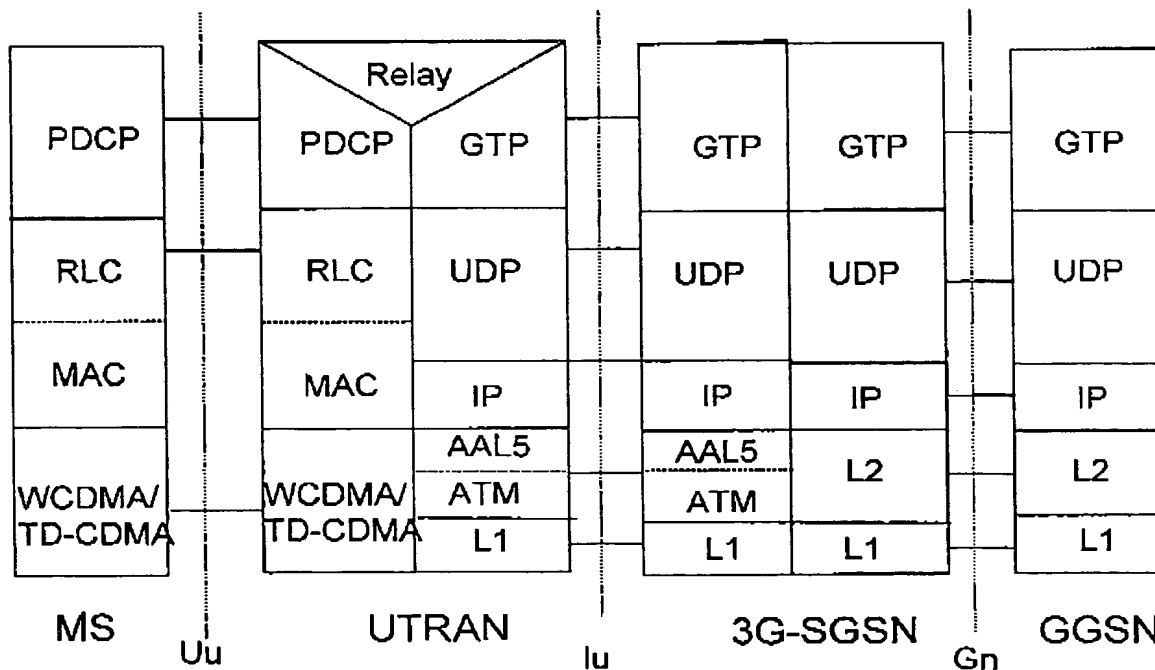 Relay
PDCP
PDCP
GTP
GTP
GTP
GTP
RLC
RLC
UDP
UDP
UDP
UDP
MAC
MAC
IP
IP
IP
IP
AAL5
AAL5
L2
L2
WCDMA/
TD-CDMA
WCDMA/
TD-CDMA
ATM
ATM
L1
L1
L1
L1
MS
Uu
UTRAN
Iu
3G-SGSN
Gn
GGSN